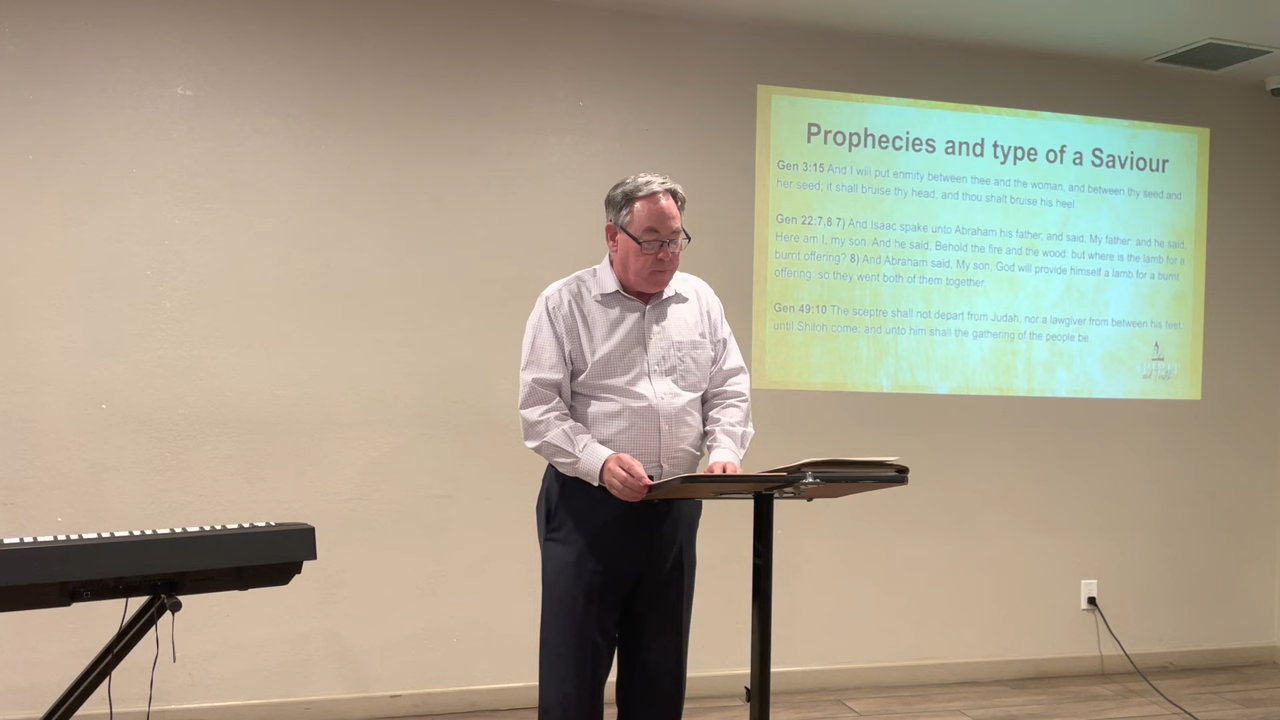 Prophecies and type of a Saviour
Gen 3:15 And I will put enmity between thee and the woman, and between thy seed and
her seed; it shall bruise thy head, and thou shalt bruise his heel.
Gen 22:7,8 7) And Isaac spake unto Abraham his father, and said, My father: and he said,
Here am I, my son. And he said, Behold the fire and the wood: but where is the lamb for a
burnt offering? 8) And Abraham said, My son, God will provide himself a lamb for a burnt
offering: so they went both of them together.
Gen 49:10 The sceptre shall not depart from Judah, nor a lawgiver from between his feet,
until Shiloh come; and unto him shall the gathering of the people be.